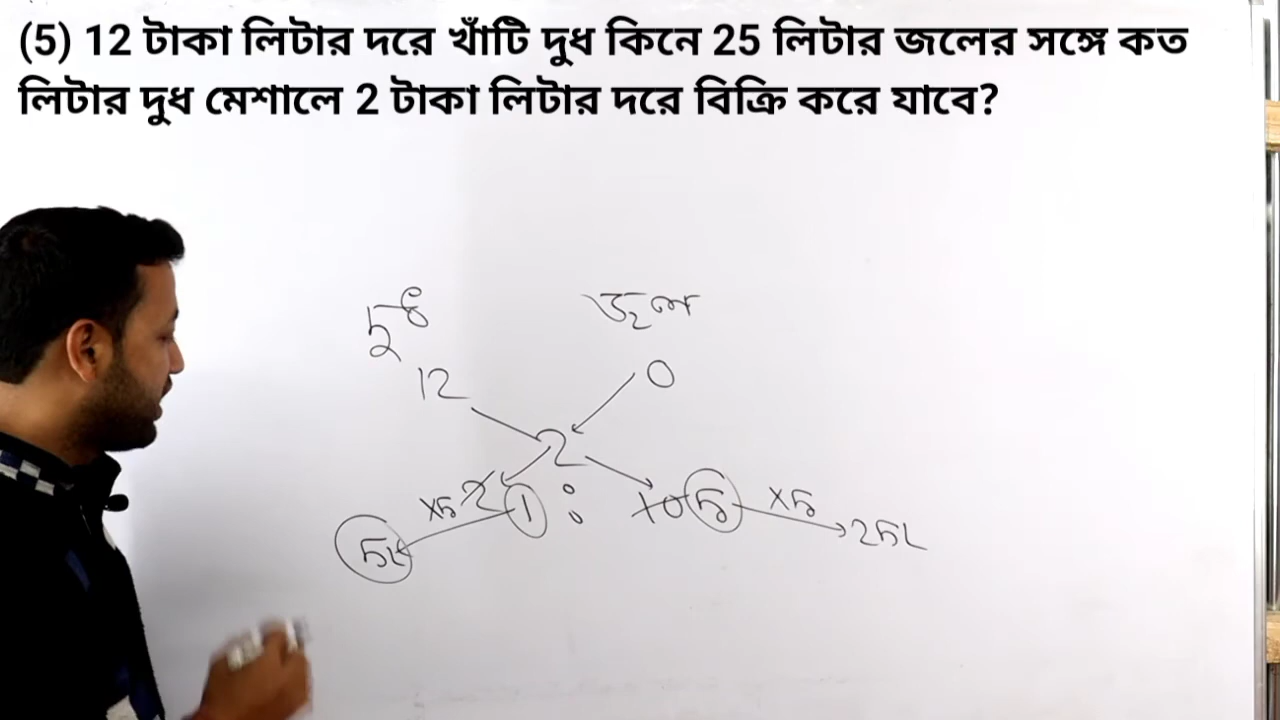 (5) 12 টাকা লিটার দরে খাঁটি দুধ কিনে 25 লিটার জলের সঙ্গে কত
লিটার দুধ মেশালে 2 টাকা লিটার দরে বিক্রি করে যাবে?
দুধ জল
12 0
2
×5 2 1 : 10 5 ×5
5L 25L